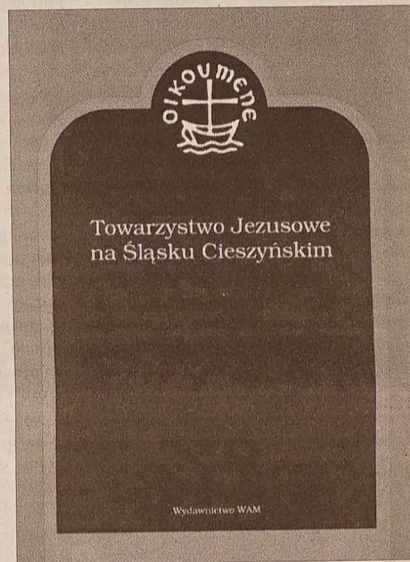 OIKOUMENE
Towarzystwo Jezusowe
na Śląsku Cieszyńskim
Wydawnictwo WAM